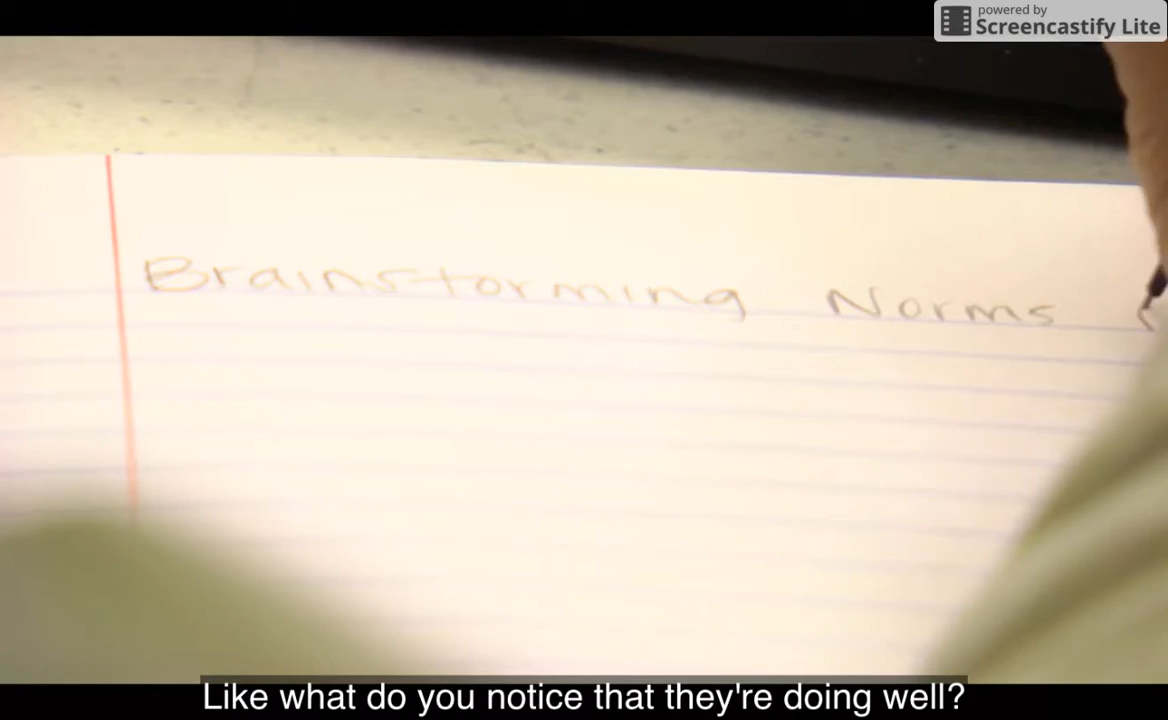 powered by
Screencastify Lite
Brainstorming Norms
Like what do you notice that they're doing well?